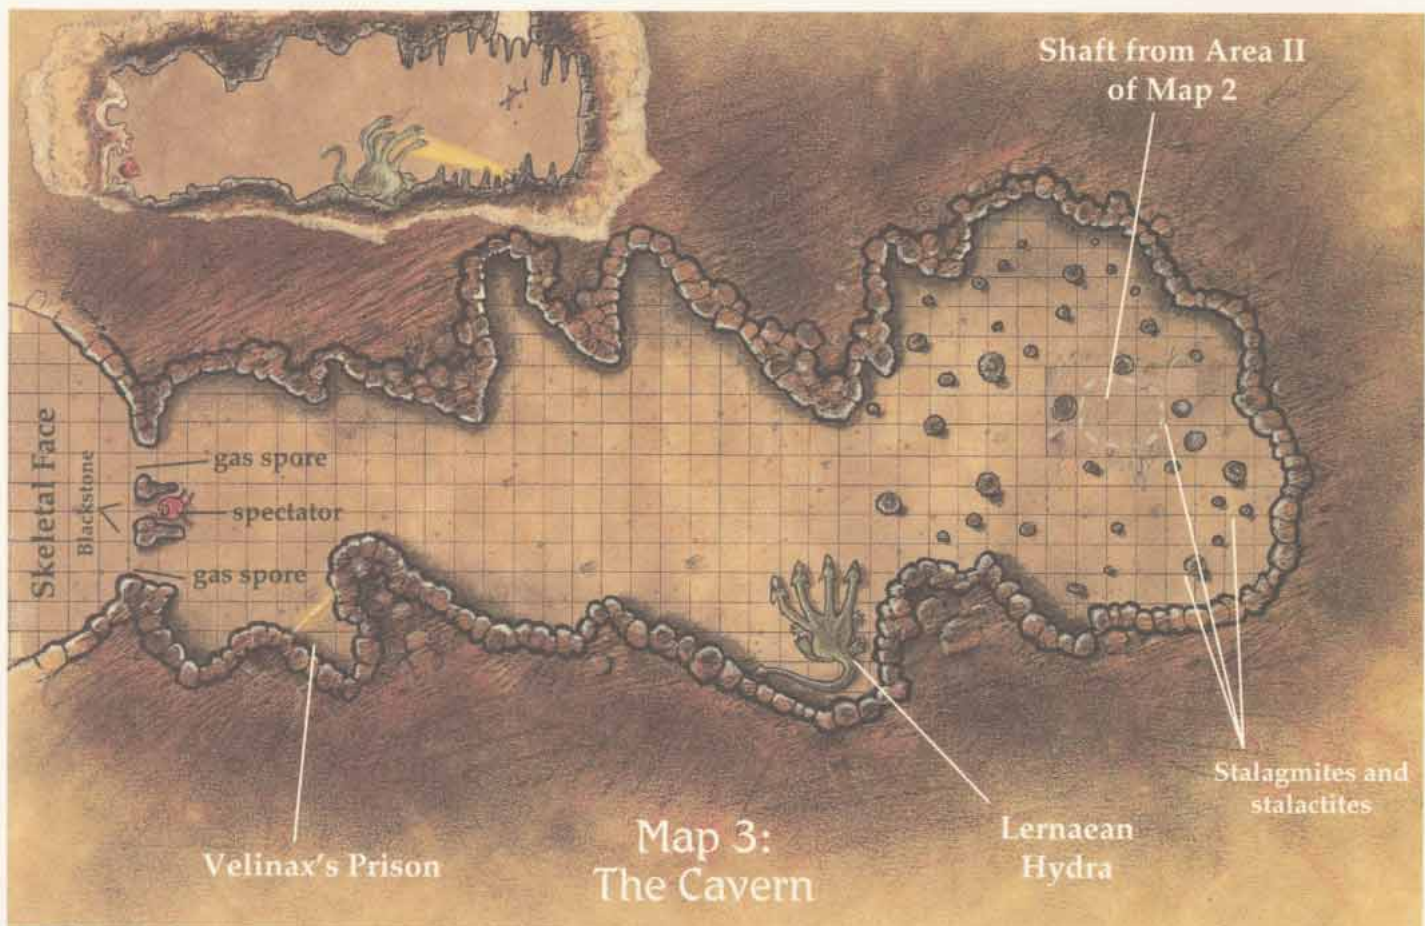 Shaft from Area II
of Map 2
Skeletal Face
Blackstone
gas spore
spectator
gas spore
Velinax's Prison
Map 3:
The Cavern
Lernaean
Hydra
Stalagmites and
stalactites